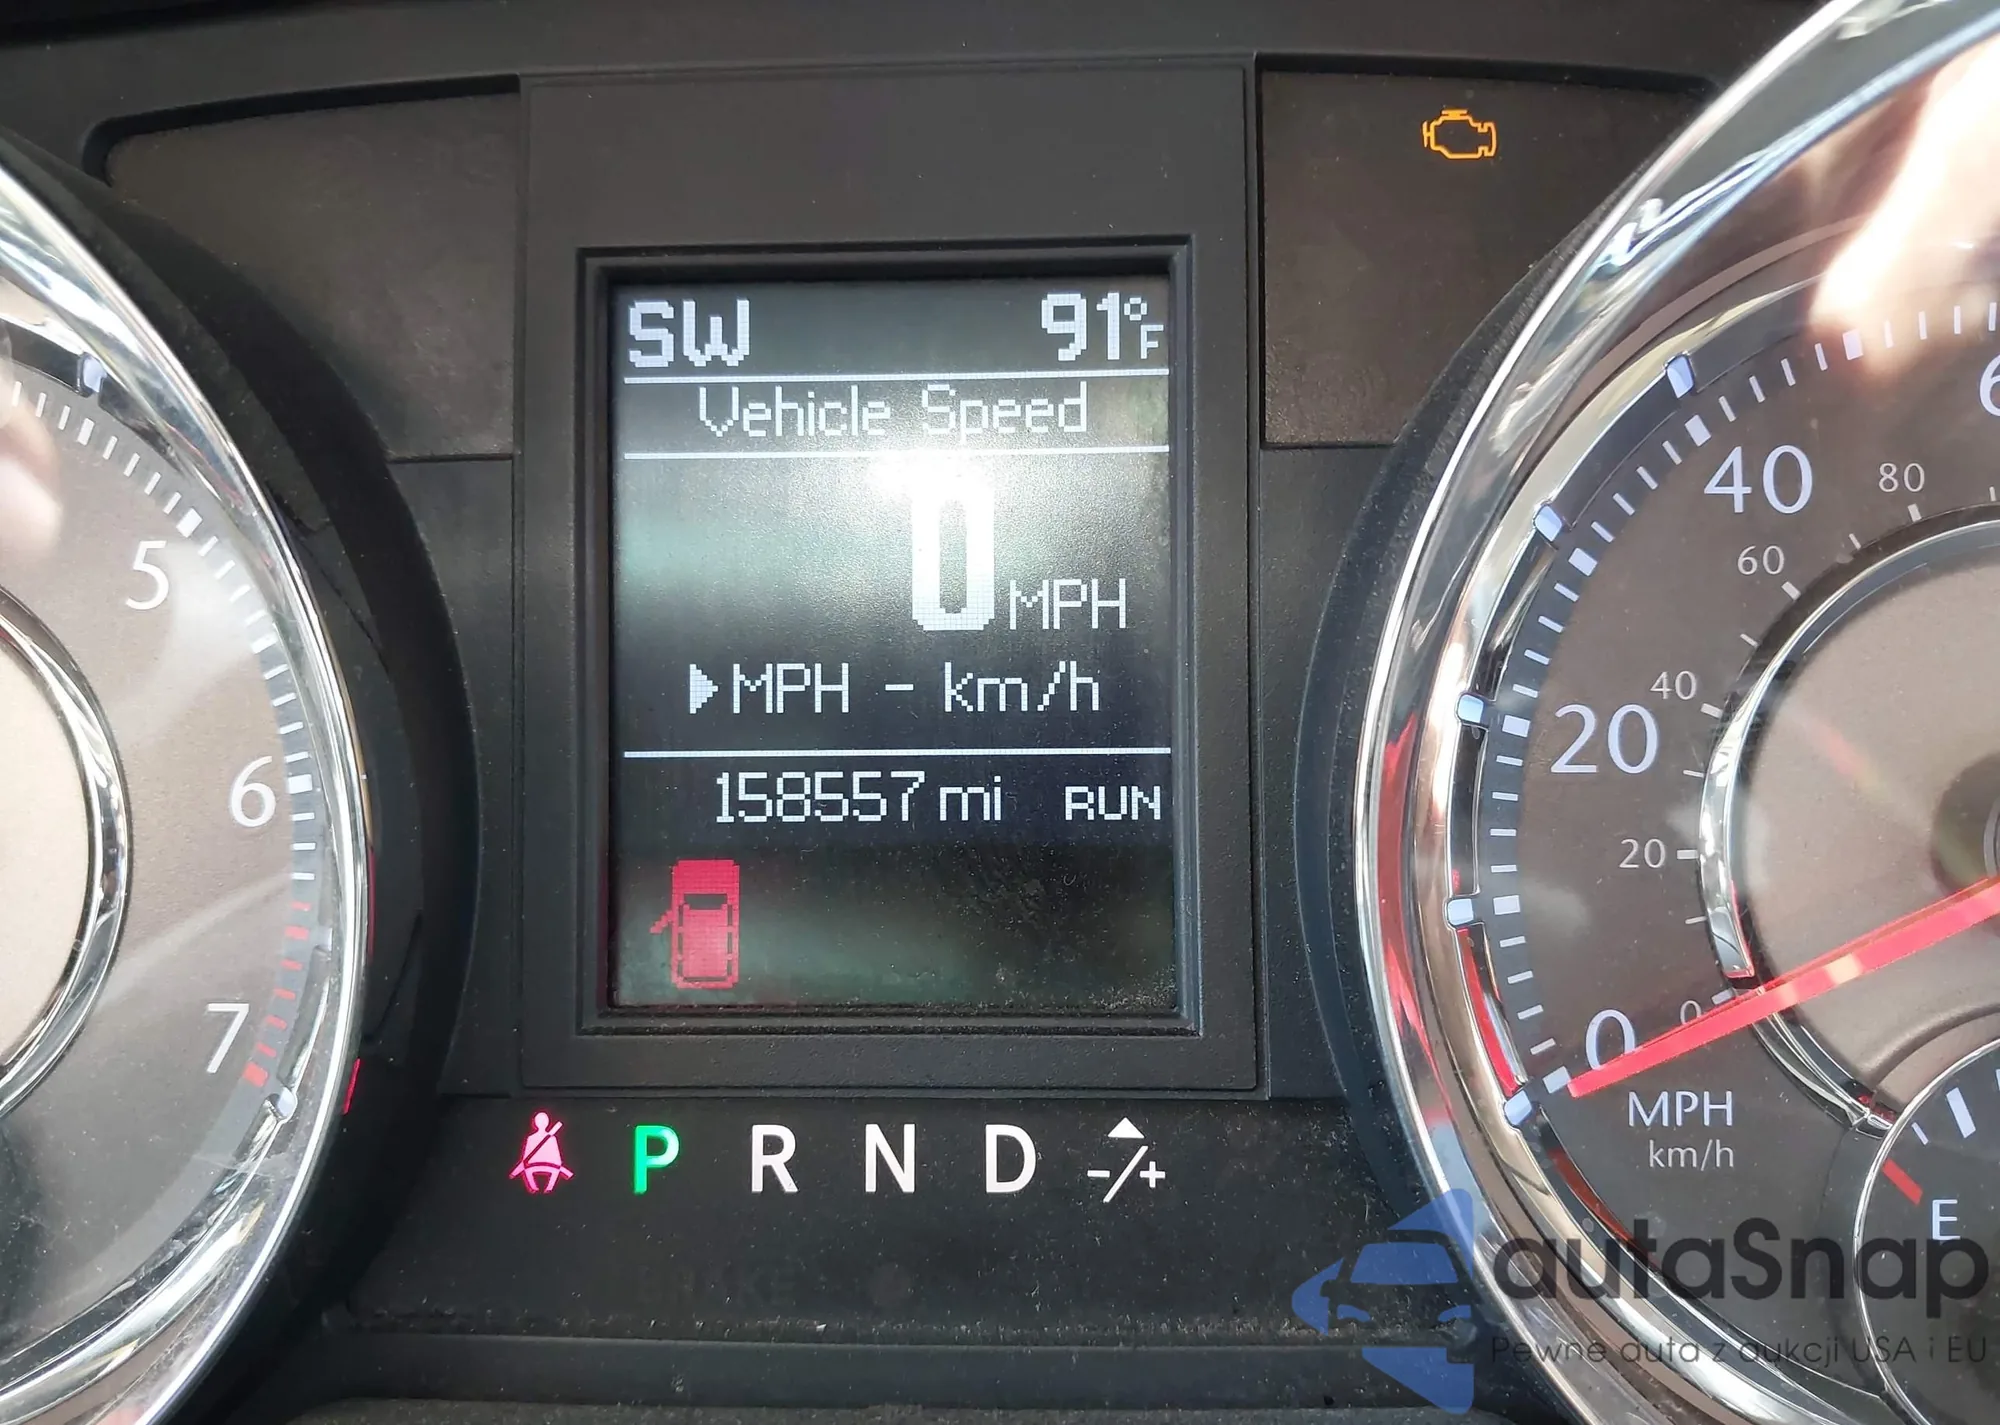 SW 91°F
Vehicle Speed
0 MPH
▶MPH - km/h
158557 mi RUN
P R N D -/+
5
6
7
40
20
0
MPH
km/h
80
60
40
20
0
E
autaSnap
Pewne auta z aukcji USA i EU